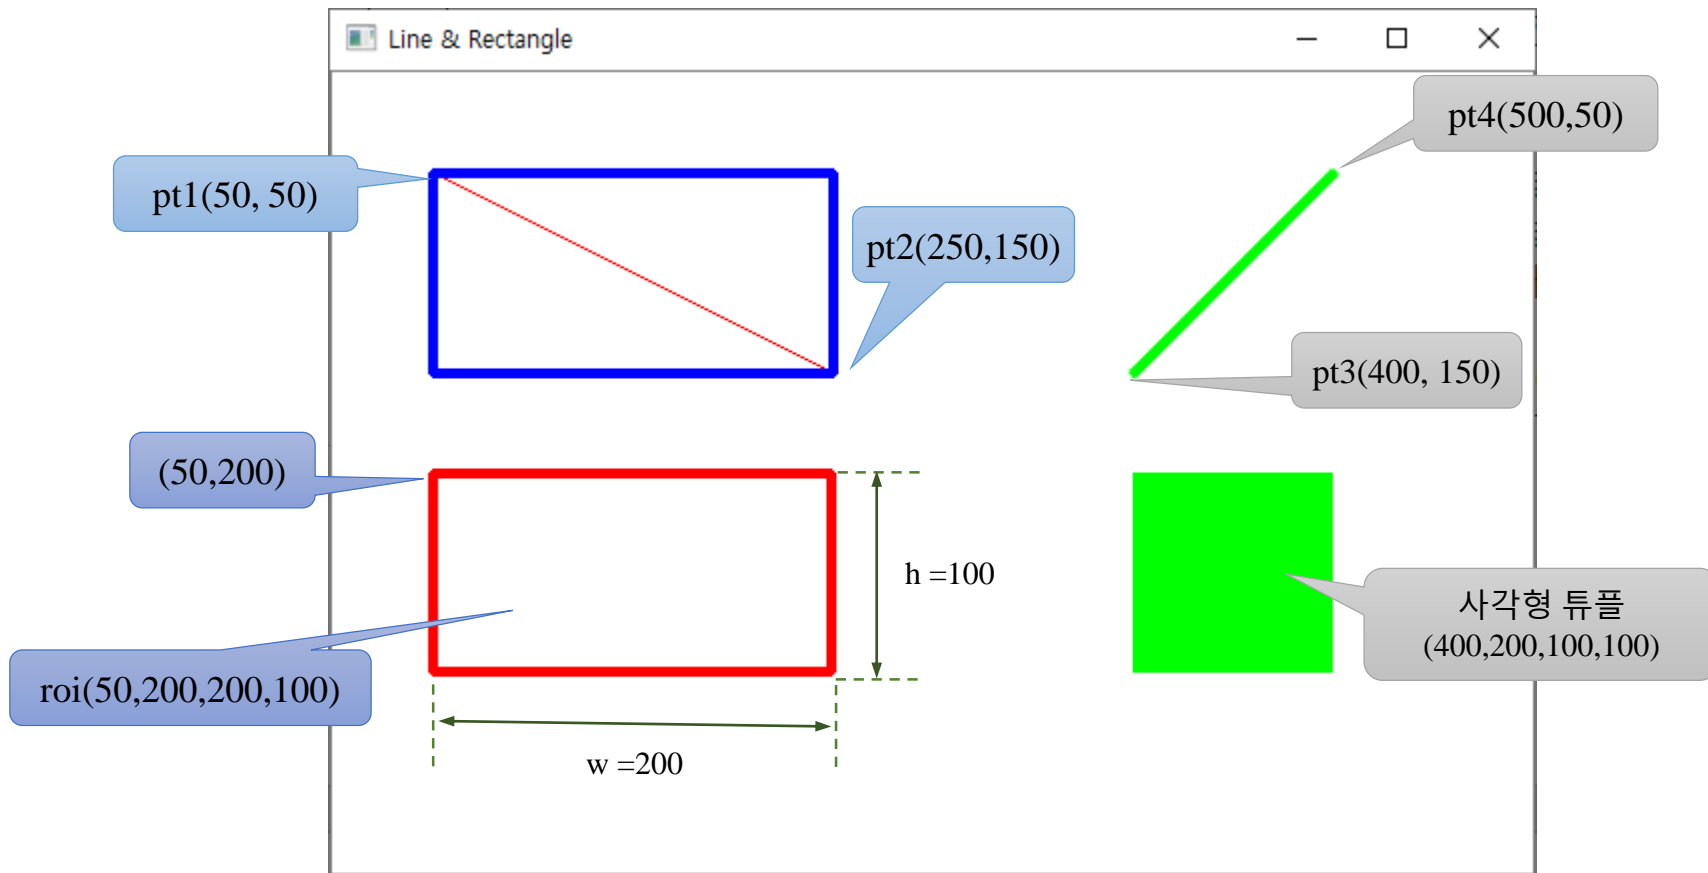 Line & Rectangle
pt4(500,50)
pt1(50, 50)
pt2(250,150)
pt3(400, 150)
(50,200)
h =100
사각형 튜플
(400,200,100,100)
roi(50,200,200,100)
w =200